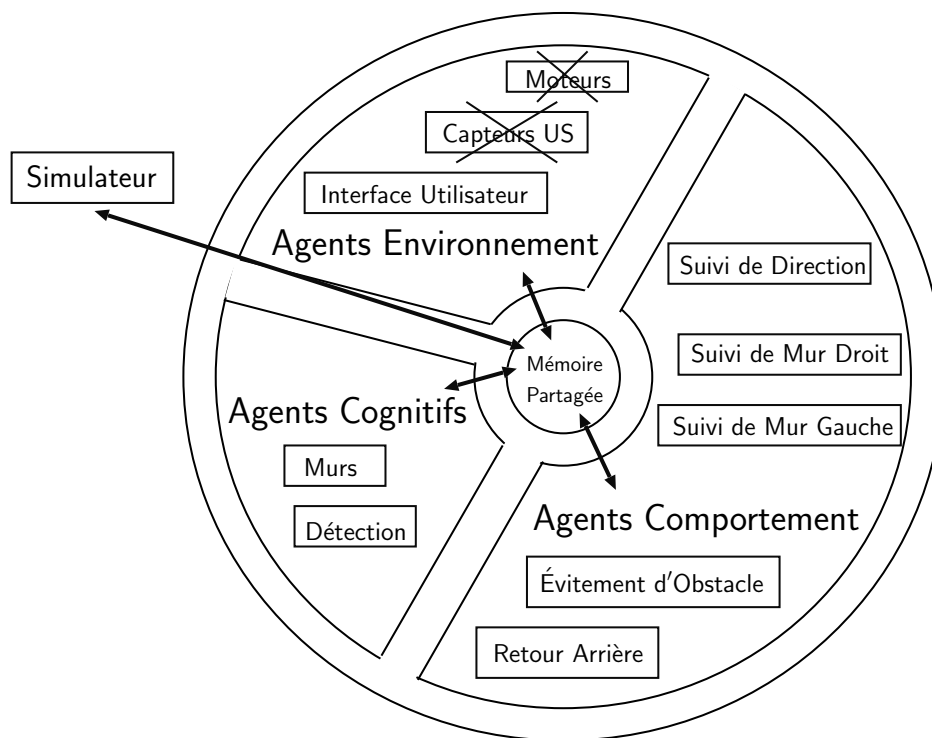 Moteurs
Capteurs US
Simulateur
Interface Utilisateur
Agents Environnement
Suivi de Direction
Suivi de Mur Droit
Mémoire
Partagée
Agents Cognitifs
Suivi de Mur Gauche
Murs
Détection
Agents Comportement
Évitement d'Obstacle
Retour Arrière